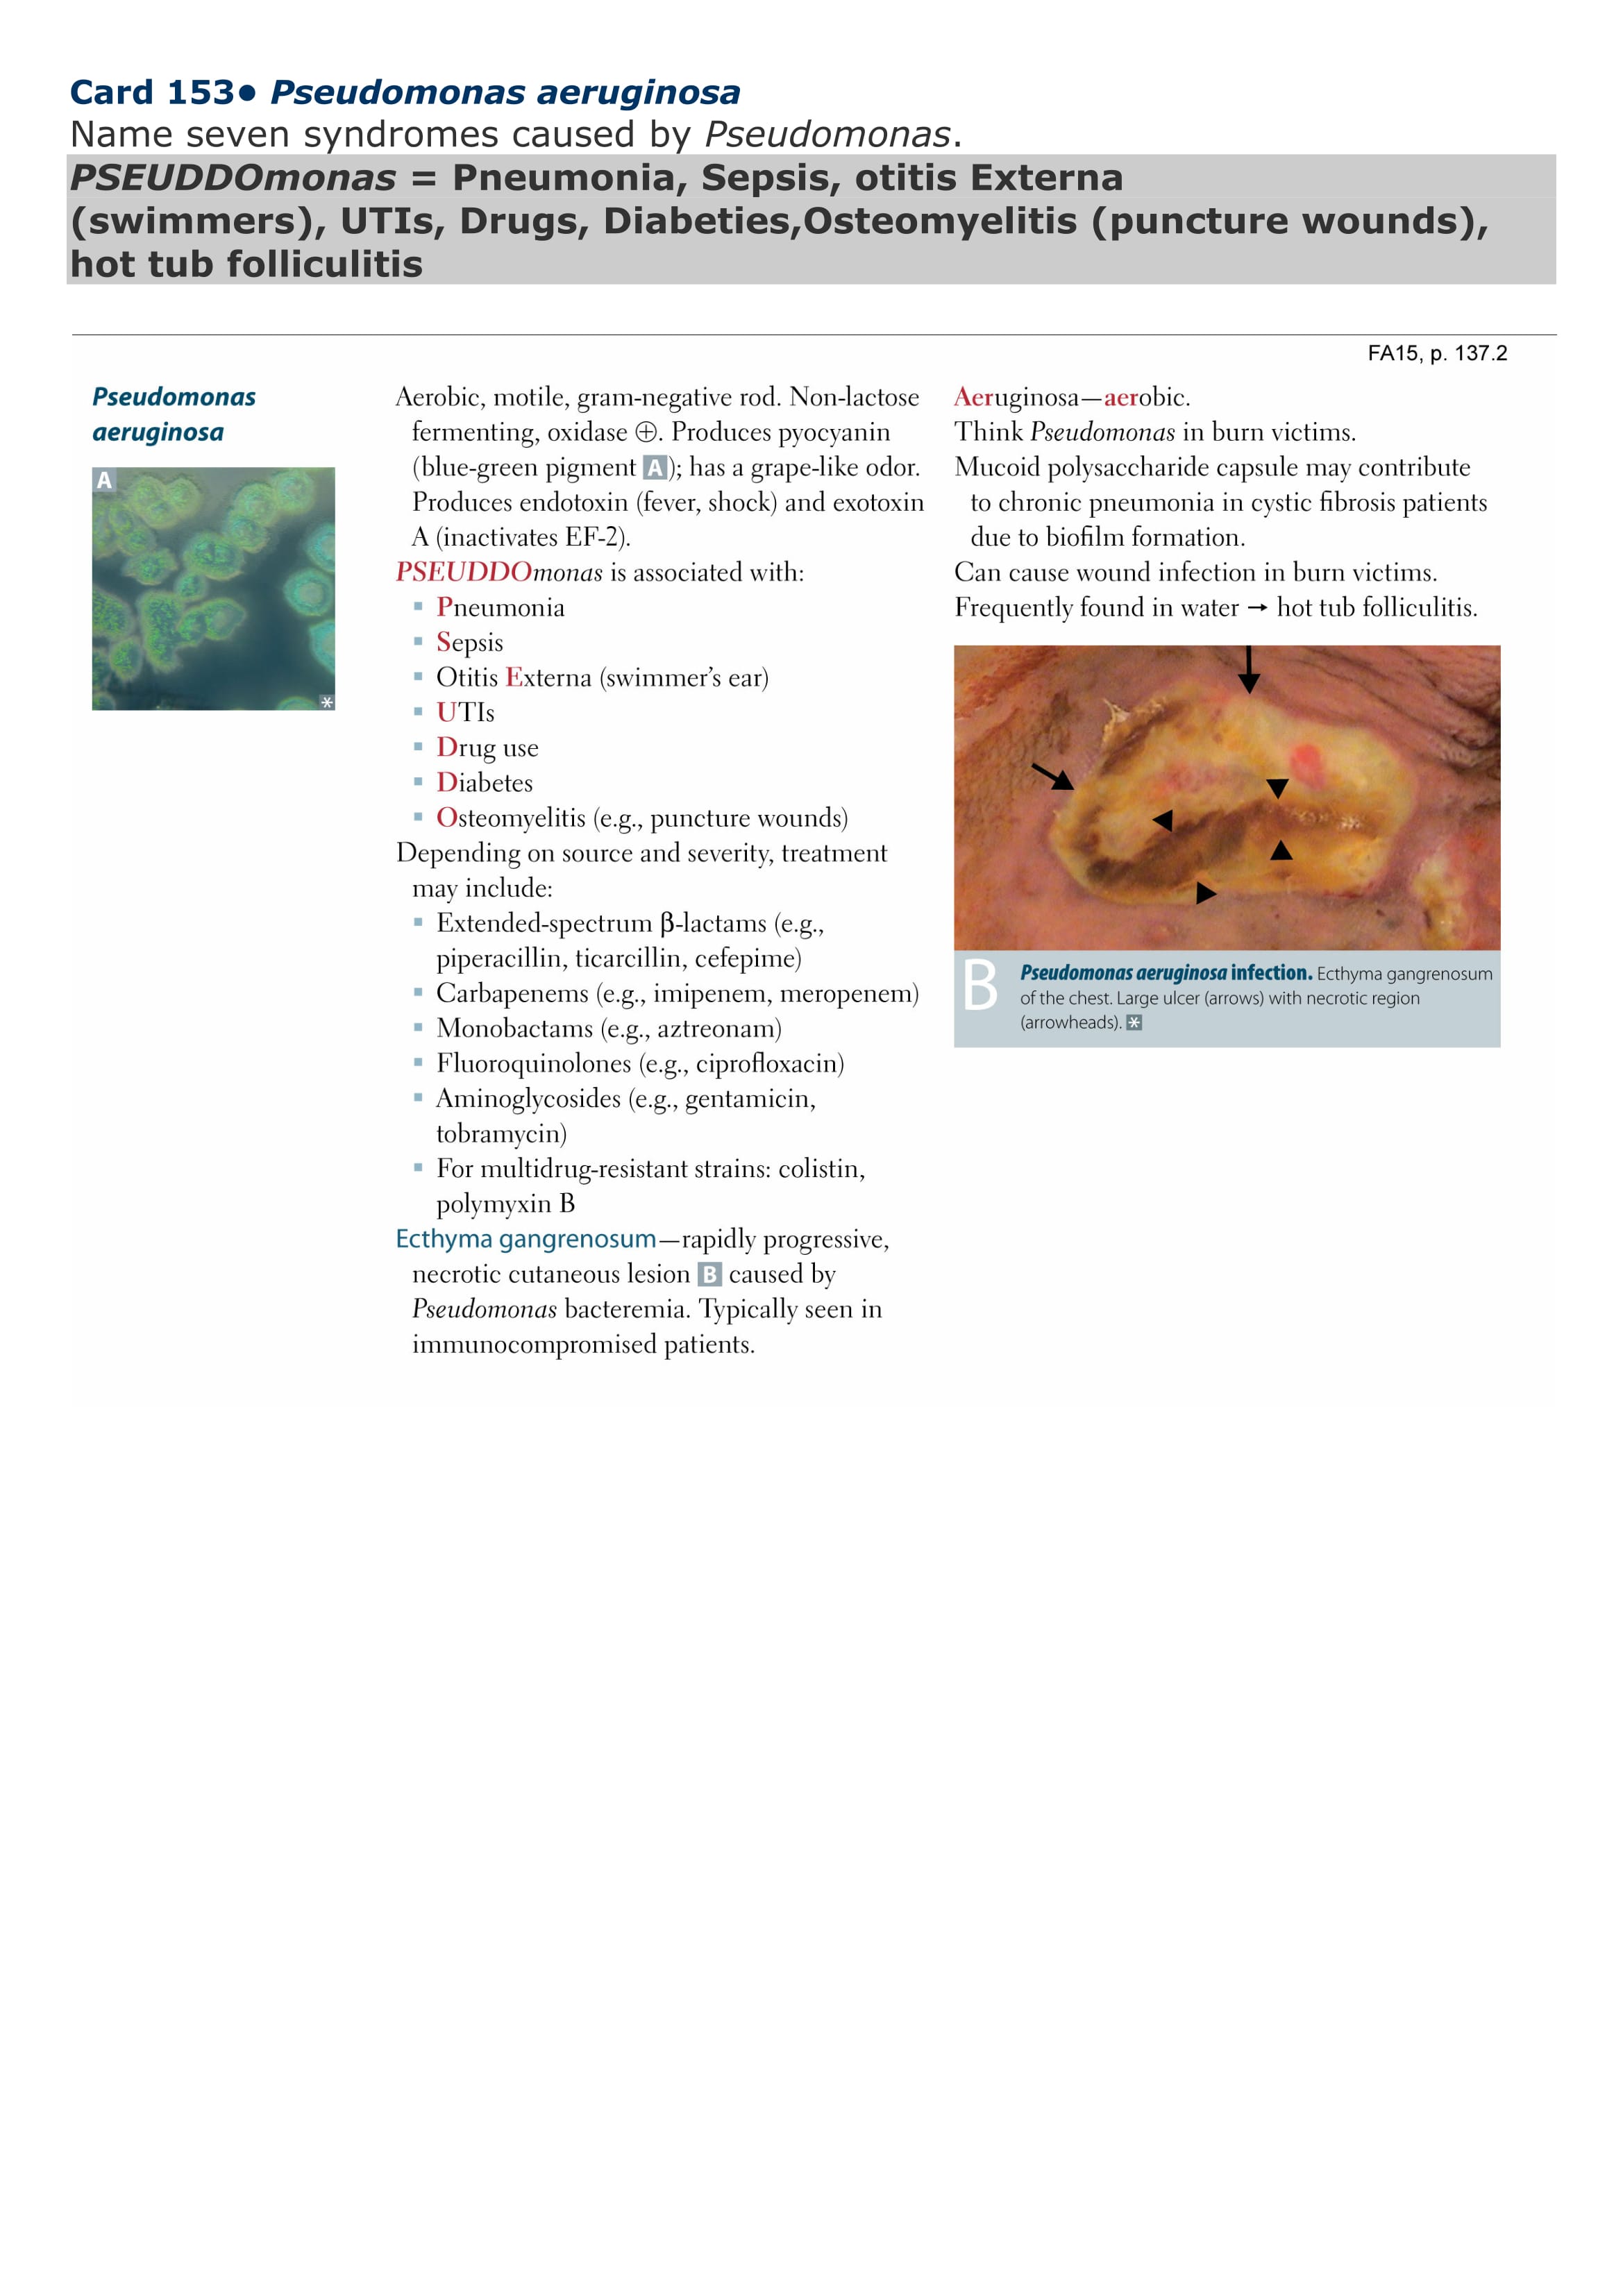 Card 153• Pseudomonas aeruginosa
Name seven syndromes caused by Pseudomonas.
PSEUDDOmonas = Pneumonia, Sepsis, otitis Externa
(swimmers), UTIs, Drugs, Diabeties,Osteomyelitis (puncture wounds),
hot tub folliculitis
FA15, p. 137.2
Pseudomonas
aeruginosa
A
*
Aerobic, motile, gram-negative rod. Non-lactose
fermenting, oxidase ⊕. Produces pyocyanin
(blue-green pigment A); has a grape-like odor.
Produces endotoxin (fever, shock) and exotoxin
A (inactivates EF-2).
PSEUDDOmonas is associated with:
▪ Pneumonia
▪ Sepsis
▪ Otitis Externa (swimmer’s ear)
▪ UTIs
▪ Drug use
▪ Diabetes
▪ Osteomyelitis (e.g., puncture wounds)
Depending on source and severity, treatment
may include:
▪ Extended-spectrum β-lactams (e.g.,
piperacillin, ticarcillin, cefepime)
▪ Carbapenems (e.g., imipenem, meropenem)
▪ Monobactams (e.g., aztreonam)
▪ Fluoroquinolones (e.g., ciprofloxacin)
▪ Aminoglycosides (e.g., gentamicin,
tobramycin)
▪ For multidrug-resistant strains: colistin,
polymyxin B
Ecthyma gangrenosum—rapidly progressive,
necrotic cutaneous lesion B caused by
Pseudomonas bacteremia. Typically seen in
immunocompromised patients.
Aeruginosa—aerobic.
Think Pseudomonas in burn victims.
Mucoid polysaccharide capsule may contribute
to chronic pneumonia in cystic fibrosis patients
due to biofilm formation.
Can cause wound infection in burn victims.
Frequently found in water → hot tub folliculitis.
B
Pseudomonas aeruginosa infection. Ecthyma gangrenosum
of the chest. Large ulcer (arrows) with necrotic region
(arrowheads). *